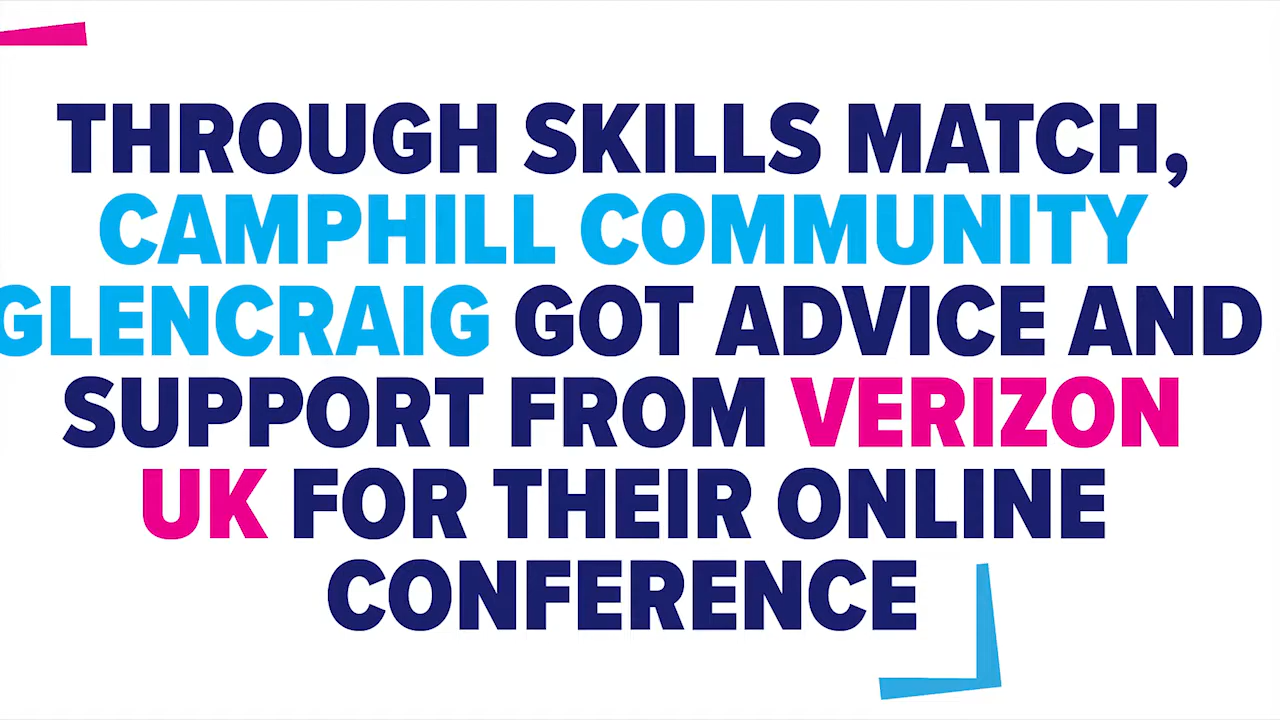 THROUGH SKILLS MATCH,
CAMPHILL COMMUNITY
GLENCRAIG GOT ADVICE AND
SUPPORT FROM VERIZON
UK FOR THEIR ONLINE
CONFERENCE